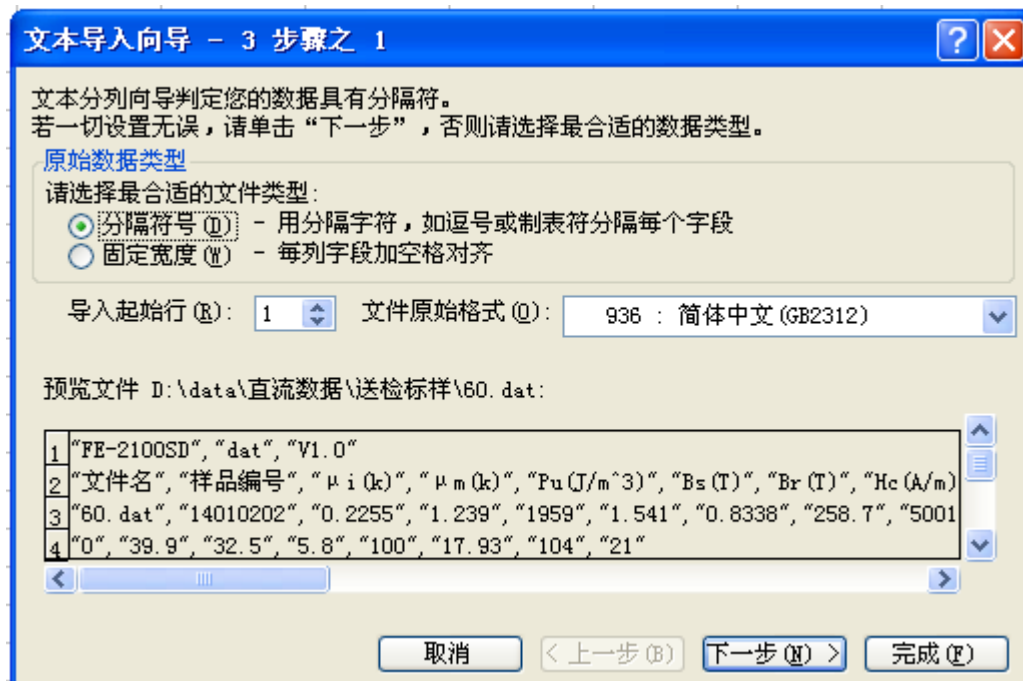 文本导入向导 - 3 步骤之 1
文本分列向导判定您的数据具有分隔符。
若一切设置无误，请单击“下一步”，否则请选择最合适的数据类型。
原始数据类型
请选择最合适的文件类型:
分隔符号(D) - 用分隔字符，如逗号或制表符分隔每个字段
固定宽度(W) - 每列字段加空格对齐
导入起始行(R): 1 文件原始格式(O): 936 : 简体中文(GB2312)
预览文件 D:\data\直流数据\送检标样\60.dat:
1 "FE-2100SD","dat","V1.0"
2 "文件名","样品编号","μi(k)","μm(k)","Pu(J/m^3)","Bs(T)","Br(T)","Hc(A/m)
3 "60.dat","14010202","0.2255","1.239","1959","1.541","0.8338","258.7","5001
4 "0","39.9","32.5","5.8","100","17.93","104","21"
取消 < 上一步(B) 下一步(N) > 完成(F)